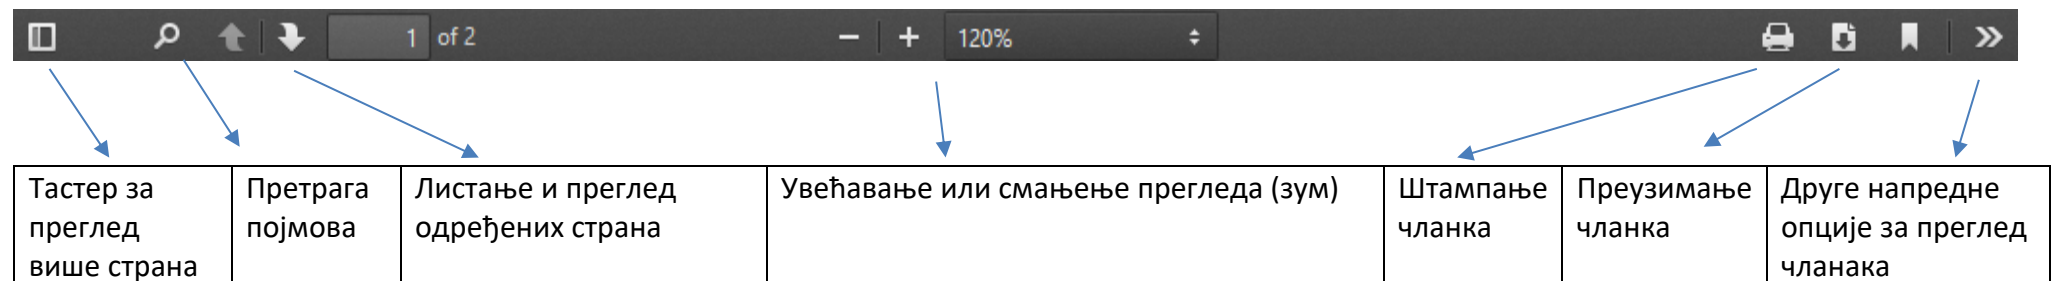 1 of 2
120%
Тастер за
преглед
више страна
Претрага
појмова
Листање и преглед
одређених страна
Увећавање или смањење прегледа (зум)
Штампање
чланка
Преузимање
чланка
Друге напредне
опције за преглед
чланака